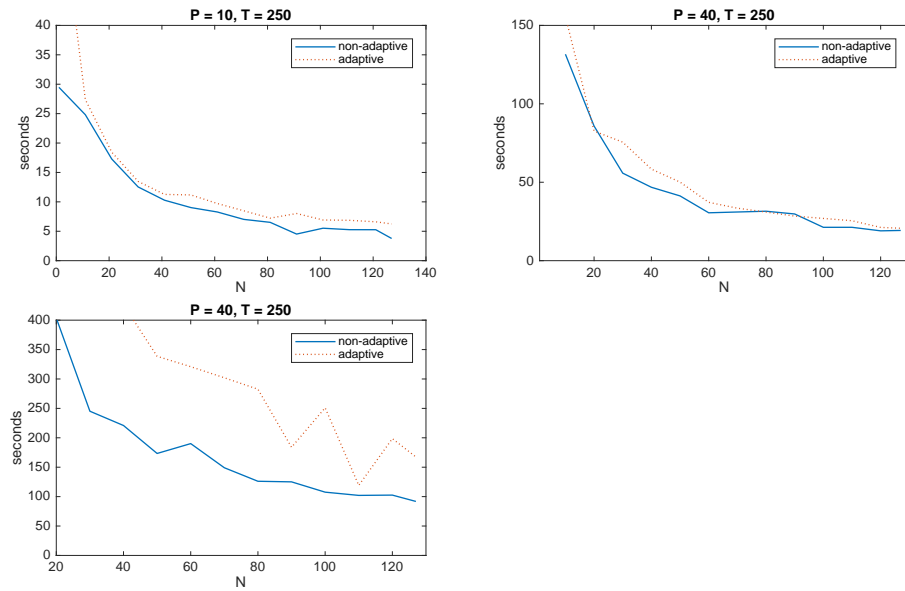 P = 10, T = 250
40
35
30
25
20
15
10
5
0
seconds
non-adaptive
adaptive
0 20 40 60 80 100 120 140
N
P = 40, T = 250
150
100
50
0
seconds
non-adaptive
adaptive
20 40 60 80 100 120
N
P = 40, T = 250
400
350
300
250
200
150
100
50
0
seconds
non-adaptive
adaptive
20 40 60 80 100 120
N